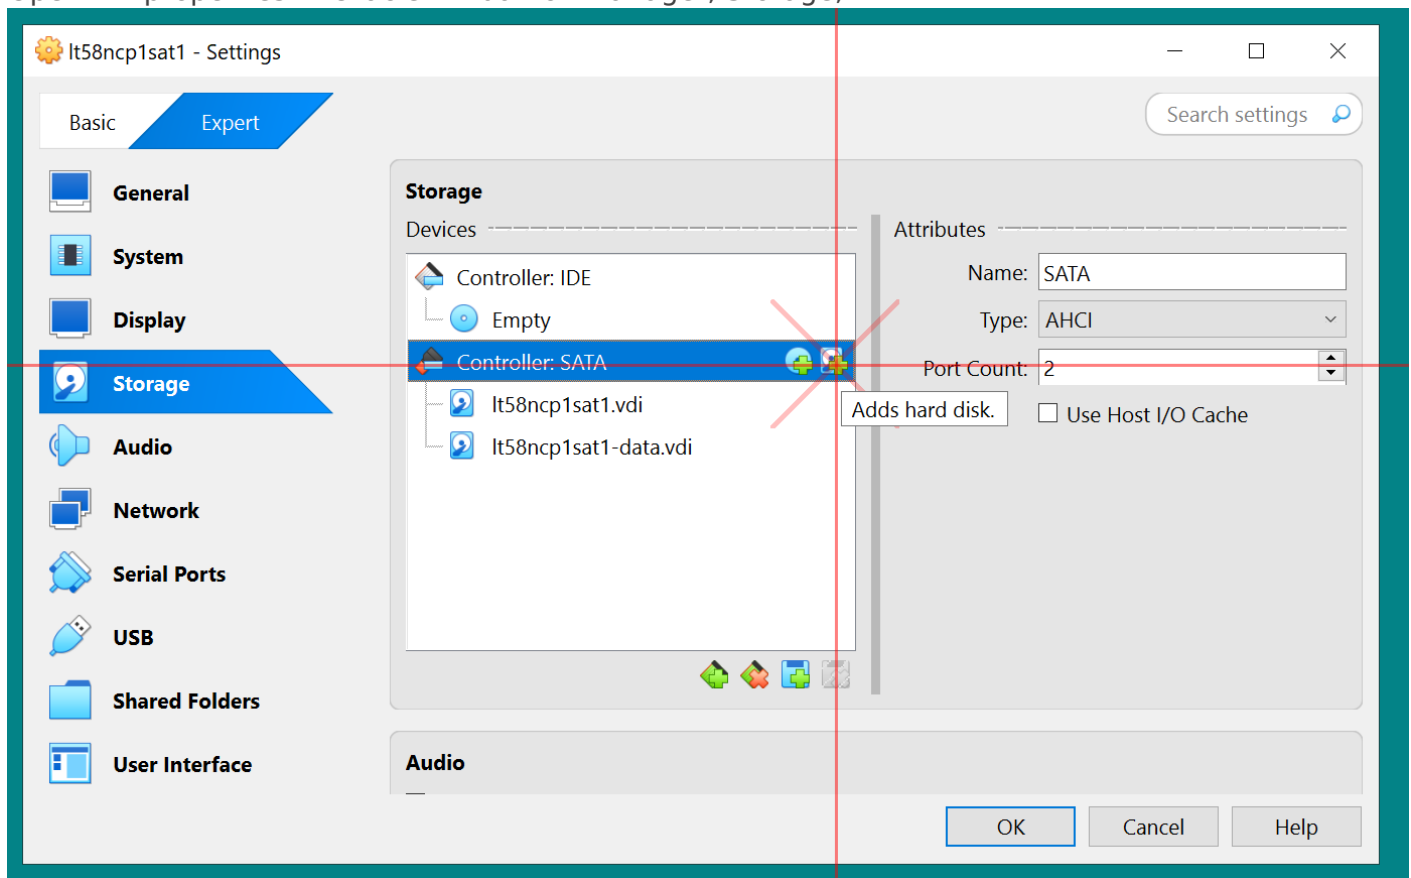 lt58ncp1sat1 - Settings
Basic
Expert
Search settings
General
System
Display
Storage
Audio
Network
Serial Ports
USB
Shared Folders
User Interface
Storage
Devices
Controller: IDE
Empty
Controller: SATA
lt58ncp1sat1.vdi
lt58ncp1sat1-data.vdi
Attributes
Name: SATA
Type: AHCI
Port Count: 2
Adds hard disk.
Use Host I/O Cache
Audio
OK
Cancel
Help